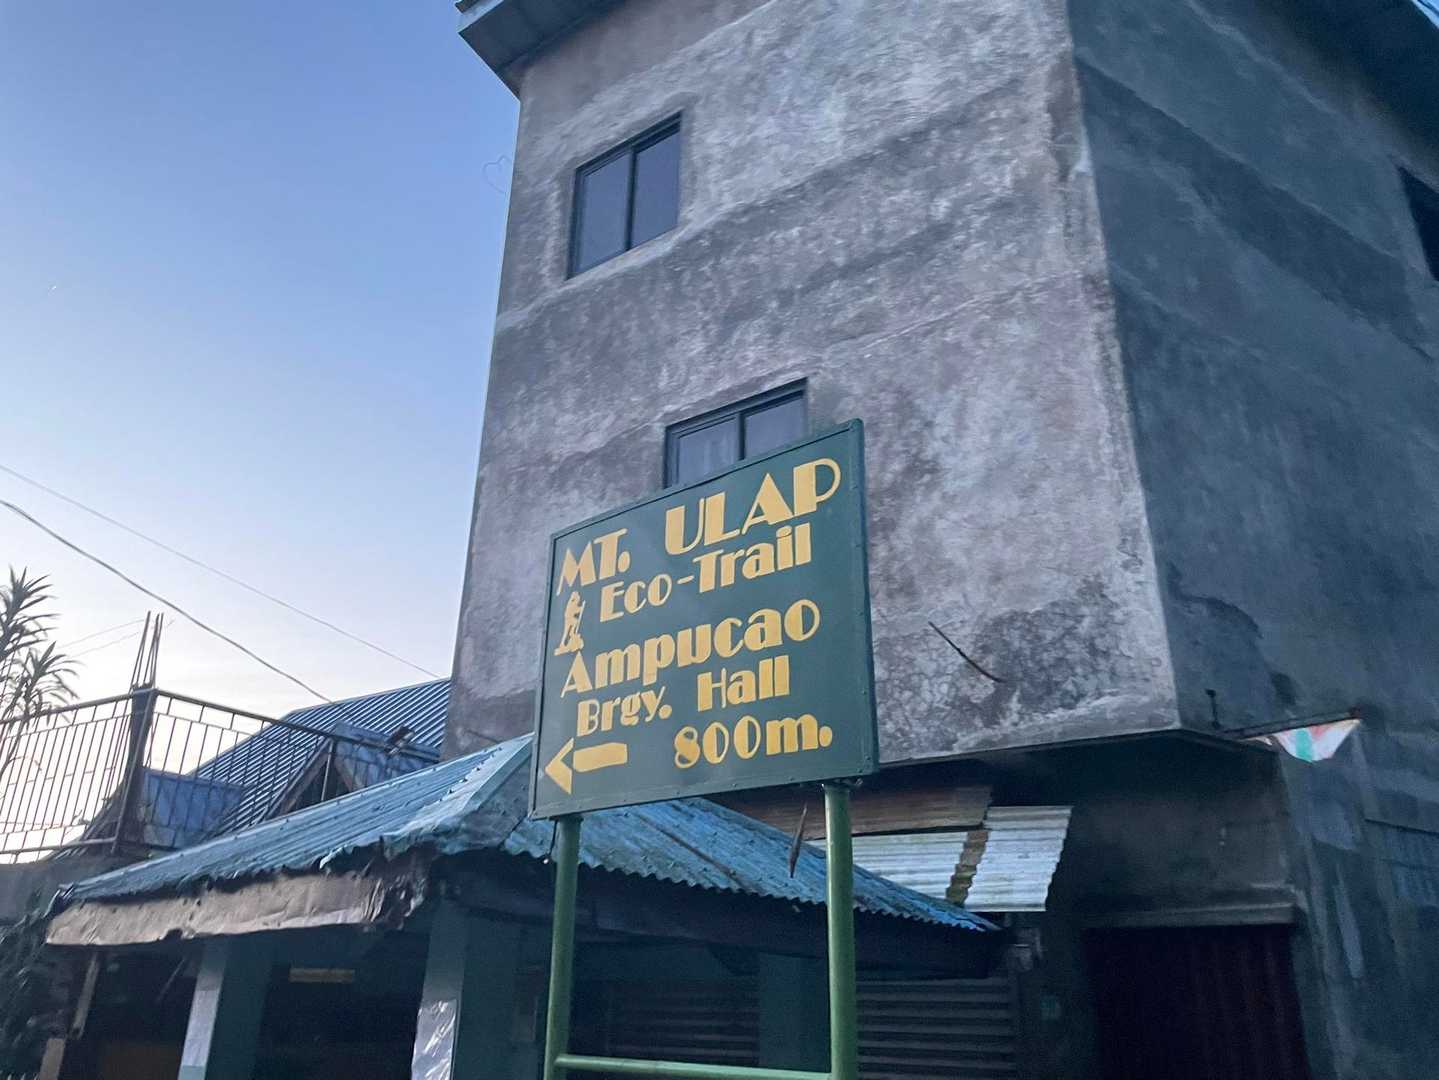 MT. ULAP
Eco-Trail
Ampucao
Brgy. Hall
800m.